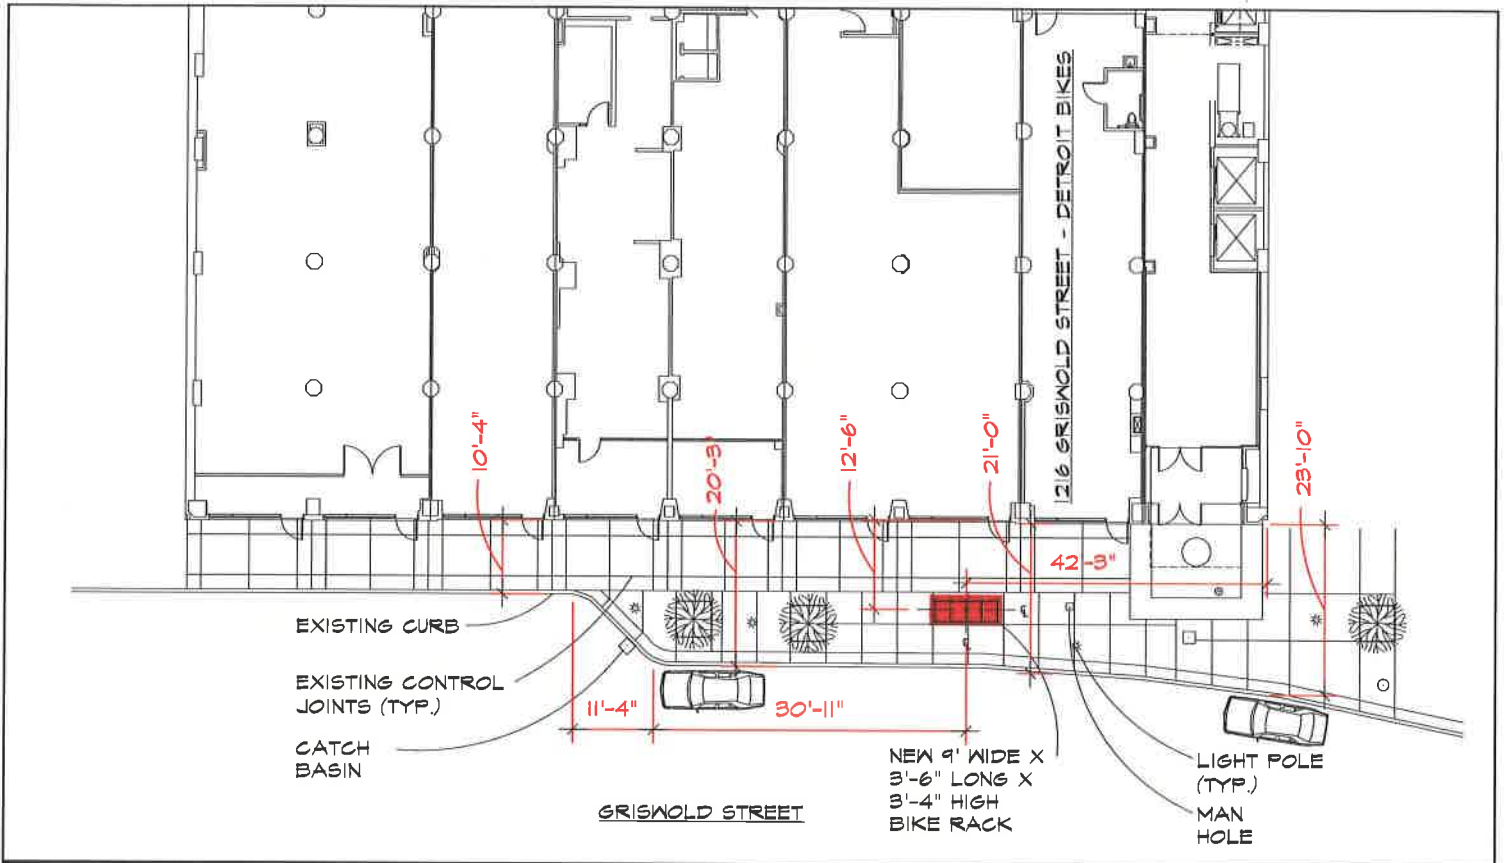 1216 GRISWOLD STREET - DETROIT BIKES
10'-4"
20'-3"
12'-6"
21'-0"
23'-10"
42'-3"
EXISTING CURB
EXISTING CONTROL
JOINTS (TYP.)
CATCH
BASIN
11'-4"
30'-11"
NEW 9' WIDE X
3'-6" LONG X
3'-4" HIGH
BIKE RACK
LIGHT POLE
(TYP.)
MAN
HOLE
GRISWOLD STREET